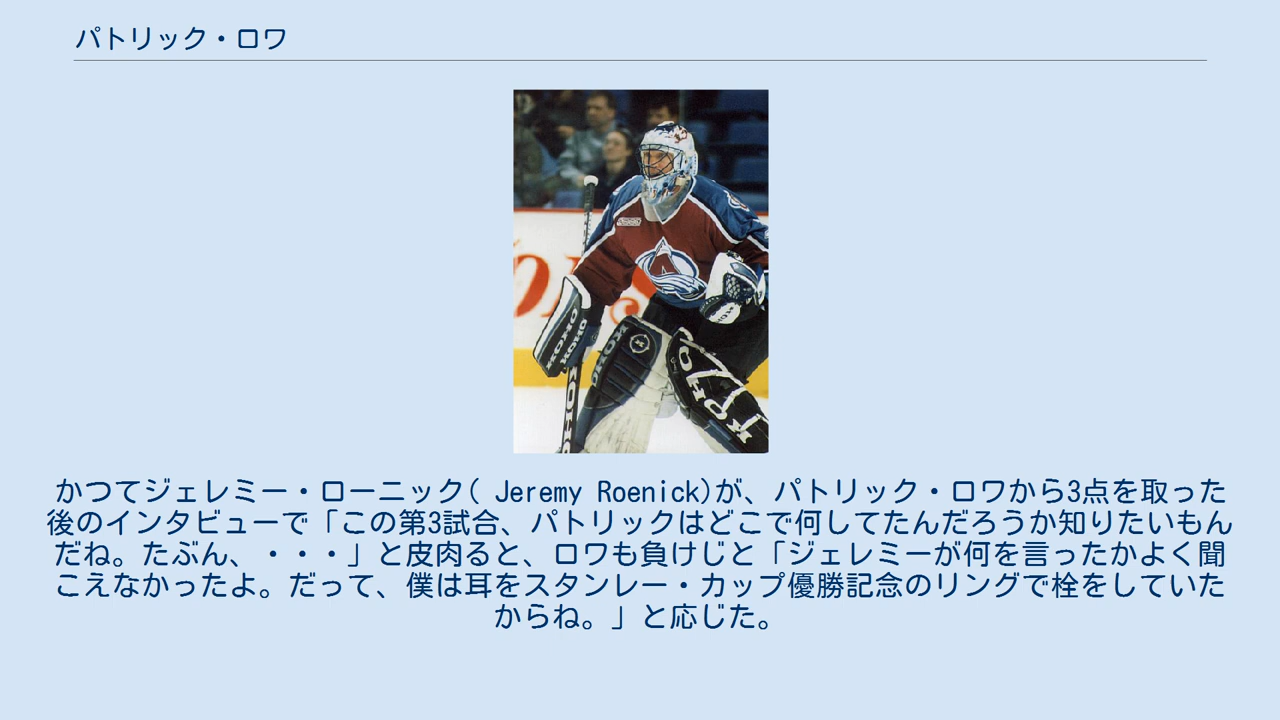 パトリック・ロワ
KOHO
KOHO
KOHO
KOHO
KOHO
かつてジェレミー・ローニック( Jeremy Roenick)が、パトリック・ロワから3点を取った
後のインタビューで「この第3試合、パトリックはどこで何してたんだろうか知りたいもん
だね。たぶん、・・・」と皮肉ると、ロワも負けじと「ジェレミーが何を言ったかよく聞
こえなかったよ。だって、僕は耳をスタンレー・カップ優勝記念のリングで栓をしていた
からね。」と応じた。